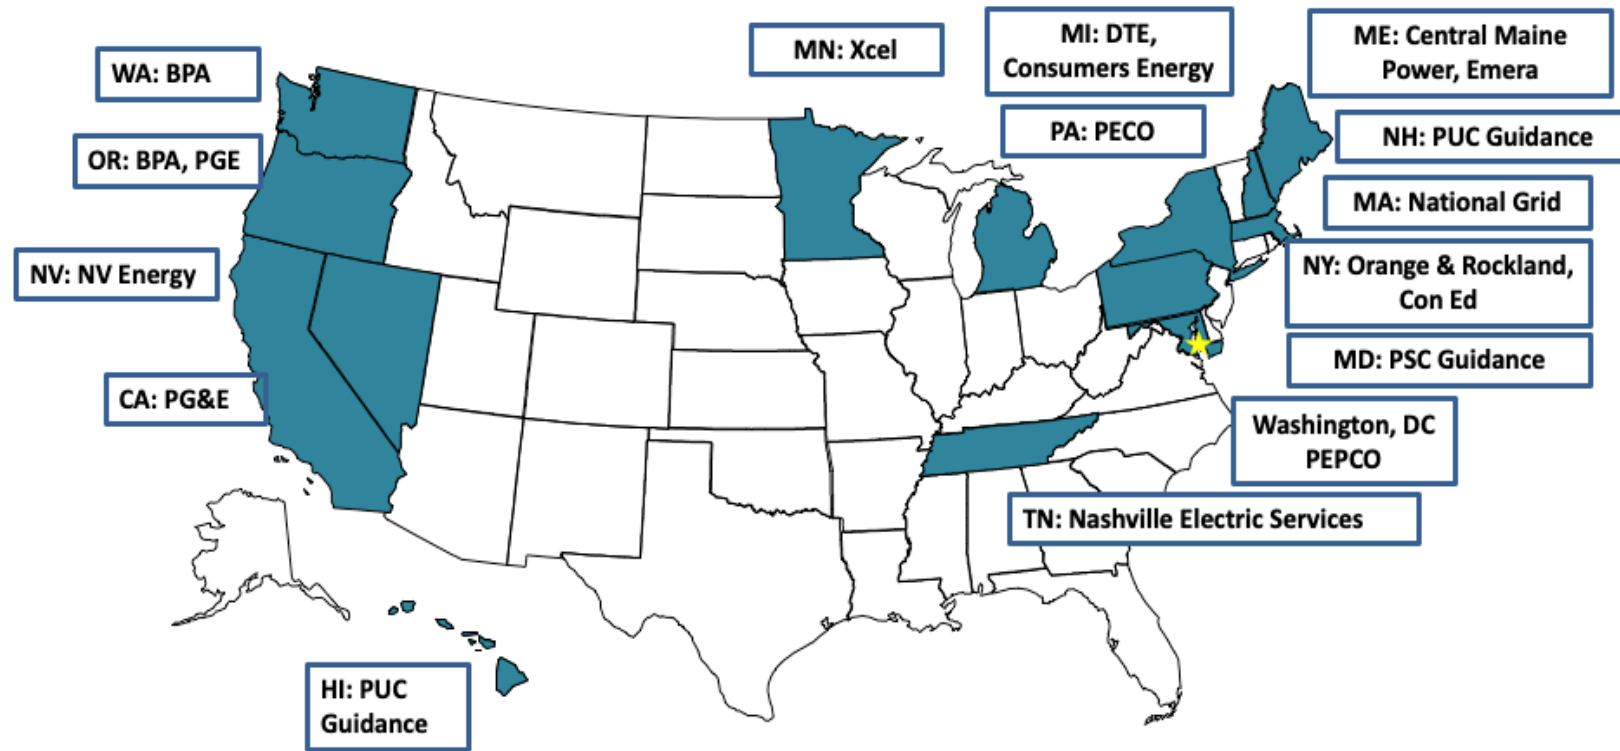 WA: BPA
OR: BPA, PGE
NV: NV Energy
CA: PG&E
HI: PUC
Guidance
MN: Xcel
MI: DTE,
Consumers Energy
PA: PECO
ME: Central Maine
Power, Emera
NH: PUC Guidance
MA: National Grid
NY: Orange & Rockland,
Con Ed
MD: PSC Guidance
Washington, DC
PEPCO
TN: Nashville Electric Services